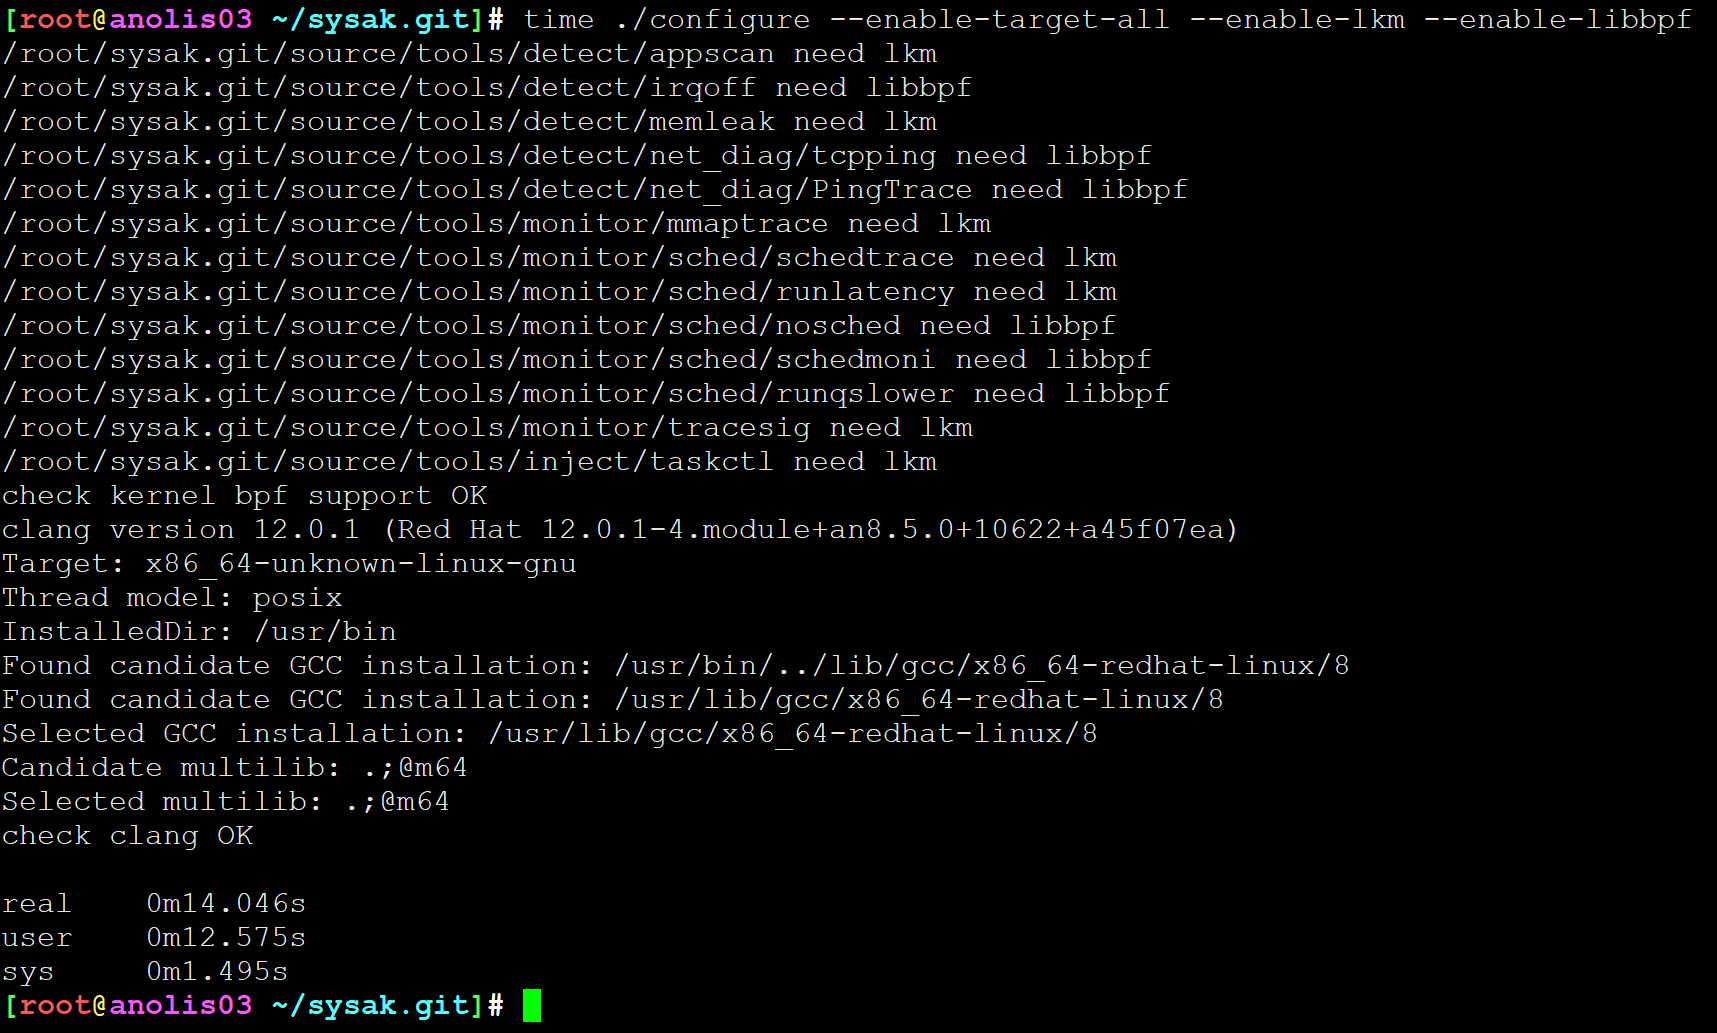 [root@anolis03 ~/sysak.git]# time ./configure --enable-target-all --enable-lkm --enable-libbpf
/root/sysak.git/source/tools/detect/appscan need lkm
/root/sysak.git/source/tools/detect/irqoff need libbpf
/root/sysak.git/source/tools/detect/memleak need lkm
/root/sysak.git/source/tools/detect/net_diag/tcpping need libbpf
/root/sysak.git/source/tools/detect/net_diag/PingTrace need libbpf
/root/sysak.git/source/tools/monitor/mmaptrace need lkm
/root/sysak.git/source/tools/monitor/sched/schedtrace need lkm
/root/sysak.git/source/tools/monitor/sched/runlatency need lkm
/root/sysak.git/source/tools/monitor/sched/nosched need libbpf
/root/sysak.git/source/tools/monitor/sched/schedmoni need libbpf
/root/sysak.git/source/tools/monitor/sched/runqslower need libbpf
/root/sysak.git/source/tools/monitor/tracesig need lkm
/root/sysak.git/source/tools/inject/taskctl need lkm
check kernel bpf support OK
clang version 12.0.1 (Red Hat 12.0.1-4.module+an8.5.0+10622+a45f07ea)
Target: x86_64-unknown-linux-gnu
Thread model: posix
InstalledDir: /usr/bin
Found candidate GCC installation: /usr/bin/../lib/gcc/x86_64-redhat-linux/8
Found candidate GCC installation: /usr/lib/gcc/x86_64-redhat-linux/8
Selected GCC installation: /usr/lib/gcc/x86_64-redhat-linux/8
Candidate multilib: .;@m64
Selected multilib: .;@m64
check clang OK
real    0m14.046s
user    0m12.575s
sys     0m1.495s
[root@anolis03 ~/sysak.git]#